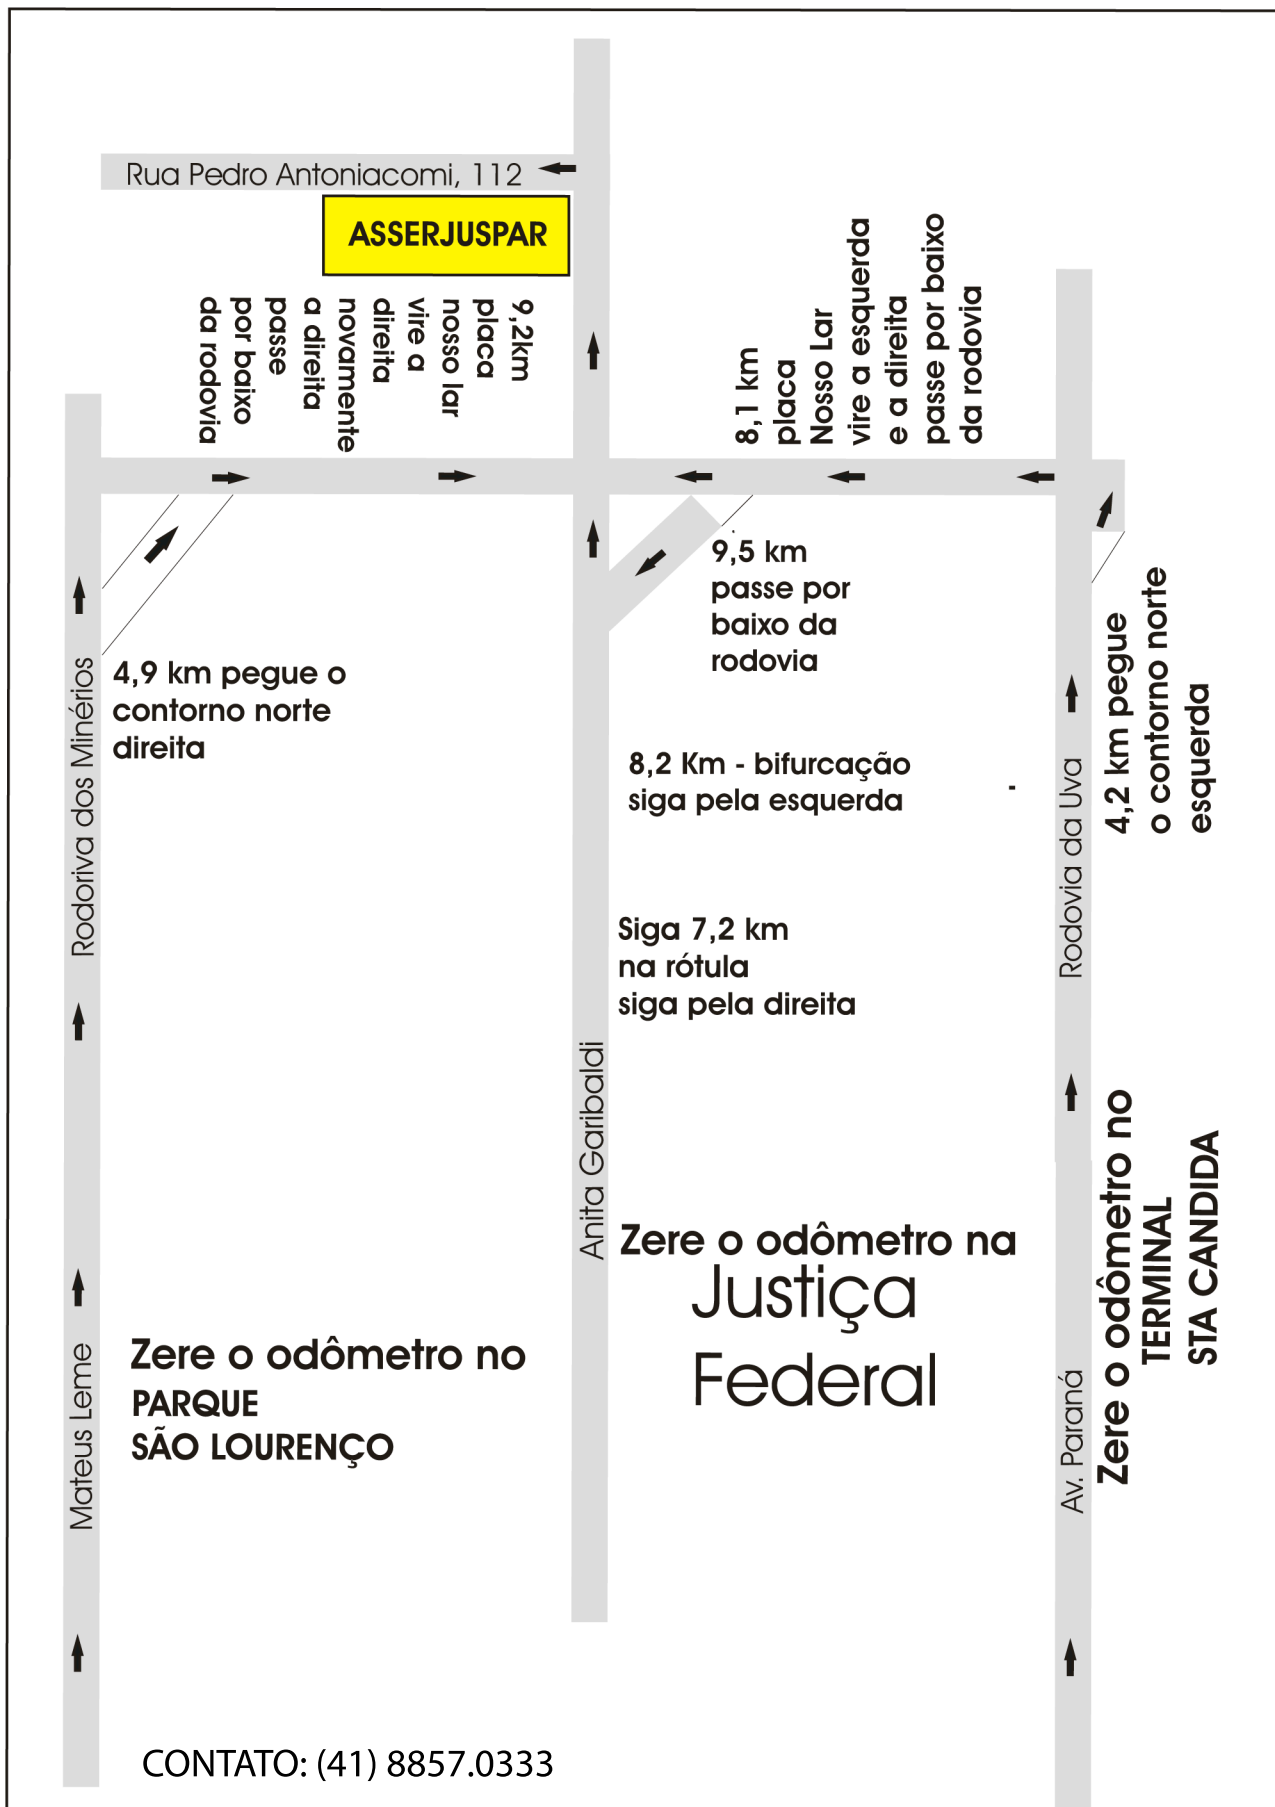 Rua Pedro Antoniacomi, 112
ASSERJUSPAR
9,2km
placa
nosso lar
vire a
direita
novamente
a direita
passe
por baixo
da rodovia
8,1 km
placa
Nosso Lar
vire a esquerda
e a direita
passe por baixo
da rodovia
9,5 km
passe por
baixo da
rodovia
4,9 km pegue o
contorno norte
direita
Rodoriva dos Minérios
8,2 Km - bifurcação
siga pela esquerda
-
Rodovia da Uva
4,2 km pegue
o contorno norte
esquerda
Siga 7,2 km
na rótula
siga pela direita
Anita Garibaldi
Zere o odômetro na
Justiça
Federal
Zere o odômetro no
TERMINAL
STA CANDIDA
Mateus Leme
Zere o odômetro no
PARQUE
SÃO LOURENÇO
Av. Paraná
CONTATO: (41) 8857.0333